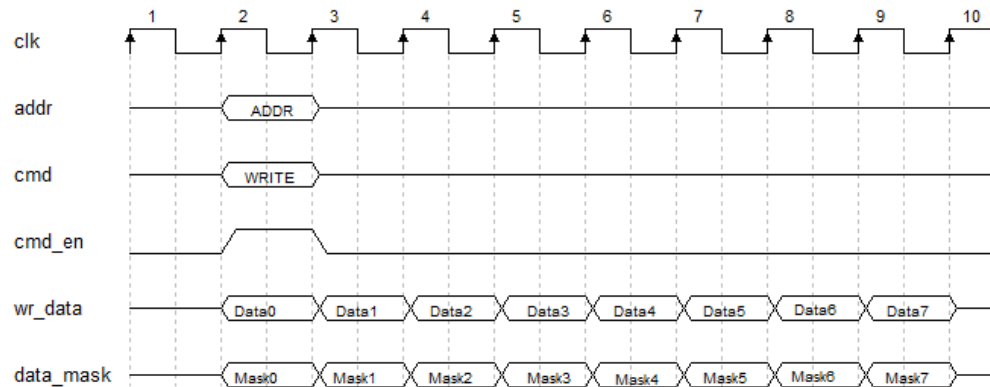 1 2 3 4 5 6 7 8 9 10
clk
addr ADDR
cmd WRITE
cmd_en
wr_data Data0 Data1 Data2 Data3 Data4 Data5 Data6 Data7
data_mask Mask0 Mask1 Mask2 Mask3 Mask4 Mask5 Mask6 Mask7